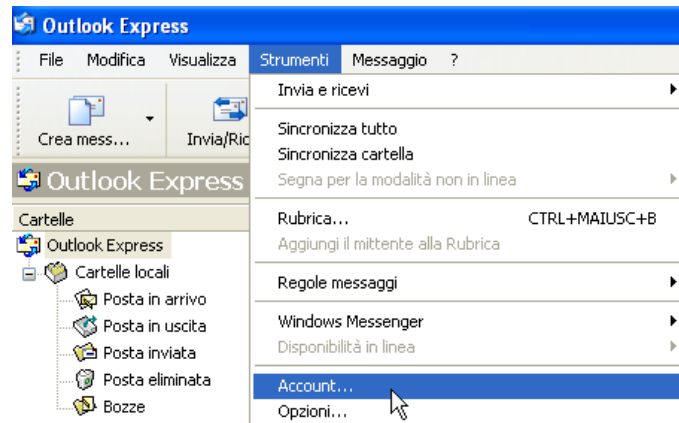 Outlook Express
File Modifica Visualizza Strumenti Messaggio ?
Crea mess... Invia/Ric
Outlook Express
Cartelle
Outlook Express
Cartelle locali
Posta in arrivo
Posta in uscita
Posta inviata
Posta eliminata
Bozze
Invia e ricevi
Sincronizza tutto
Sincronizza cartella
Segna per la modalità non in linea
Rubrica... CTRL+MAIUSC+B
Aggiungi il mittente alla Rubrica
Regole messaggi
Windows Messenger
Disponibilità in linea
Account...
Opzioni...